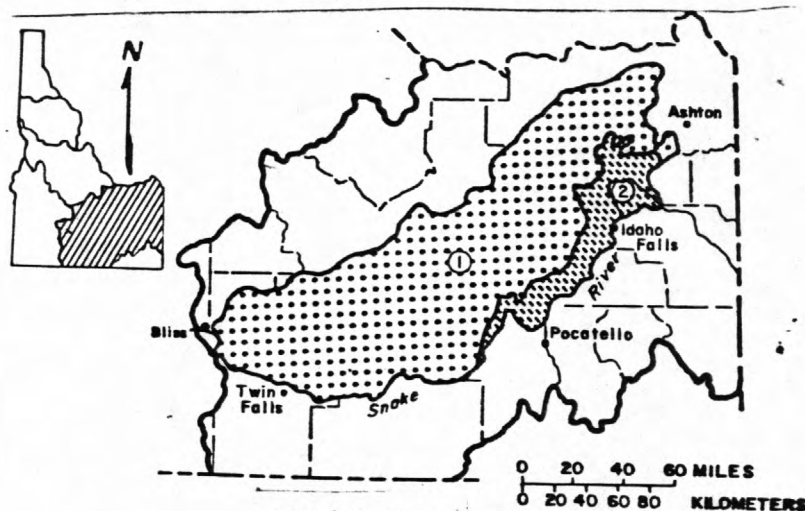 N
Ashton
2
Idaho
Falls
1
River
Bliss
Pocatello
Twin
Falls
Snake
0 20 40 60 MILES
0 20 40 60 80 KILOMETERS